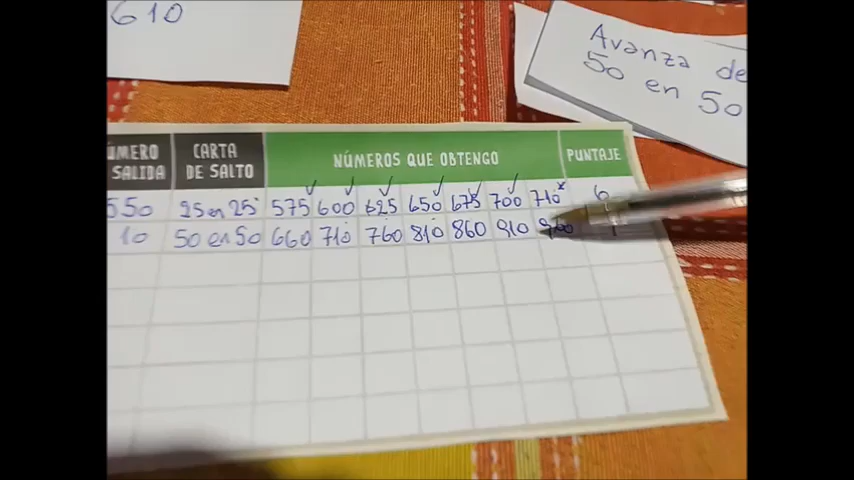 610
Avanza de
50 en 50
ÚMERO SALIDA CARTA DE SALTO NÚMEROS QUE OBTENGO PUNTAJE
550 25 en 25 575 600 625 650 675 700 710 6
10 50 en 50 660 710 760 810 860 910